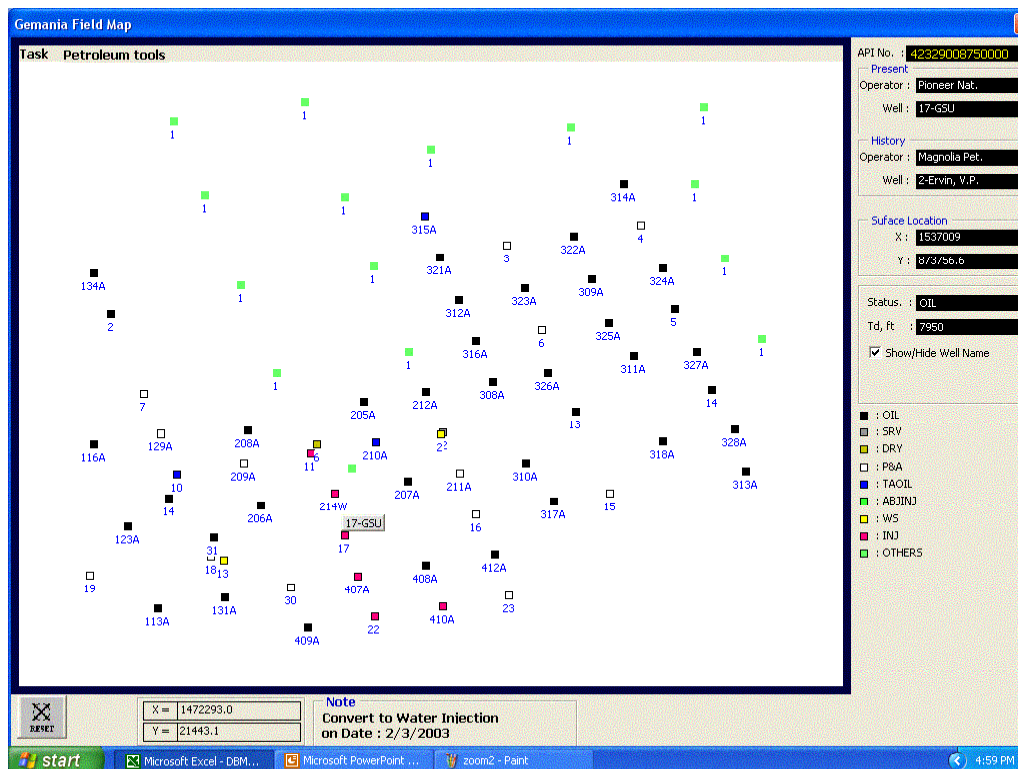 Gemania Field Map
Task Petroleum tools
API No. : 42329008750000
Present
Operator : Pioneer Nat.
Well : 17-GSU
History
Operator : Magnolia Pet.
Well : 2-Ervin, V.P.
Suface Location
X : 1537009
Y : 873756.6
Status. : OIL
Td, ft : 7950
Show/Hide Well Name
: OIL
: SRV
: DRY
: P&A
: TAOIL
: ABJINJ
: WS
: INJ
: OTHERS
1
1
1
1
1
1
1
314A
1
315A
4
322A
3
321A
1
1
324A
134A
1
309A
323A
312A
2
5
325A
6
1
316A
1
327A
311A
1
326A
308A
212A
14
7
205A
13
328A
208A
129A
2
2
116A
6
210A
318A
11
209A
310A
313A
10
211A
207A
14
214W
15
206A
317A
16
17-GSU
123A
31
17
412A
18
13
408A
19
407A
30
23
131A
113A
410A
22
409A
RESET
X = 1472293.0
Y = 21443.1
Note
Convert to Water Injection
on Date : 2/3/2003
start
Microsoft Excel - DBM...
Microsoft PowerPoint ...
zoom2 - Paint
4:59 PM